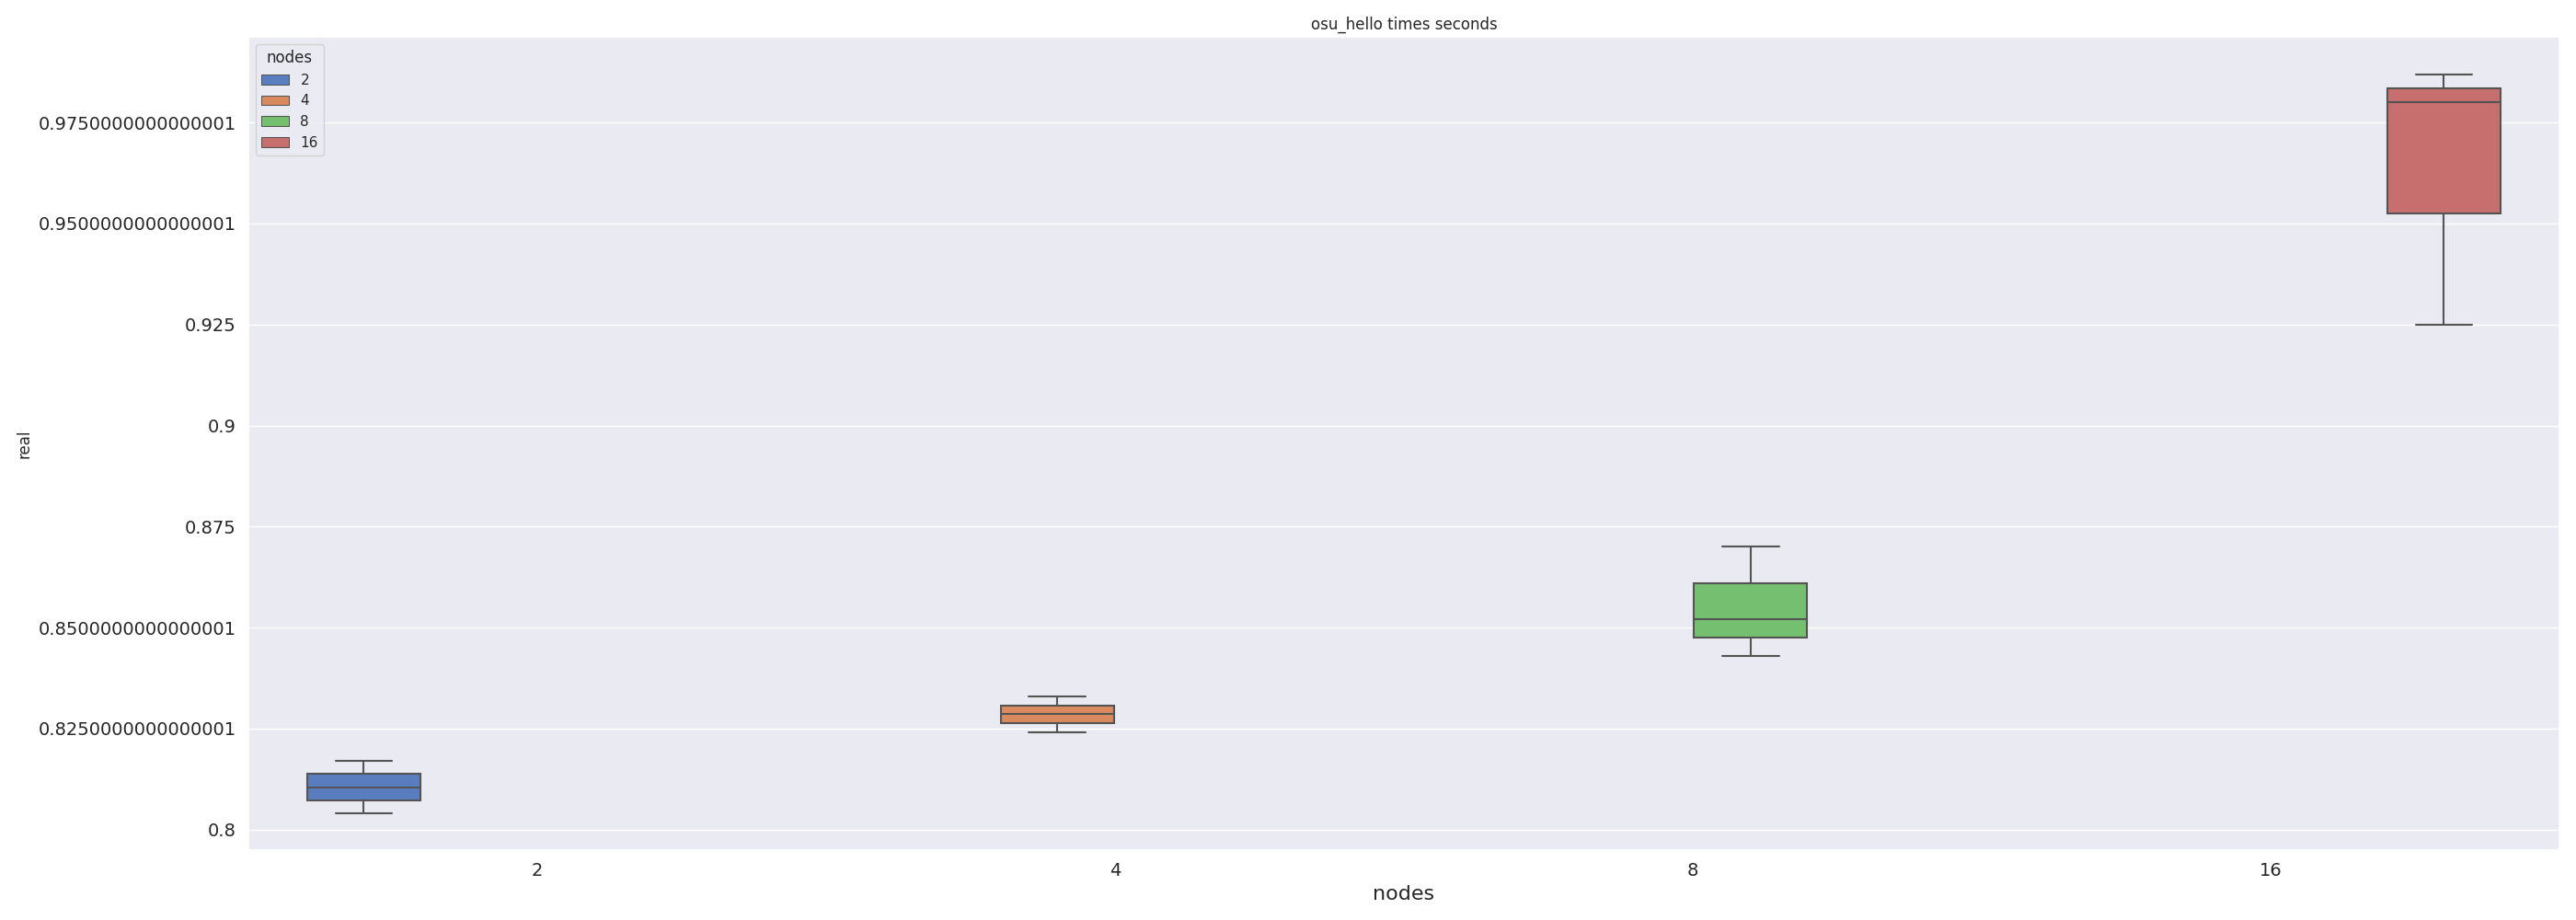 osu_hello times seconds
nodes
2
4
8
16
0.9750000000000001
0.9500000000000001
0.925
0.9
0.875
0.8500000000000001
0.8250000000000001
0.8
real
2 4 8 16
nodes